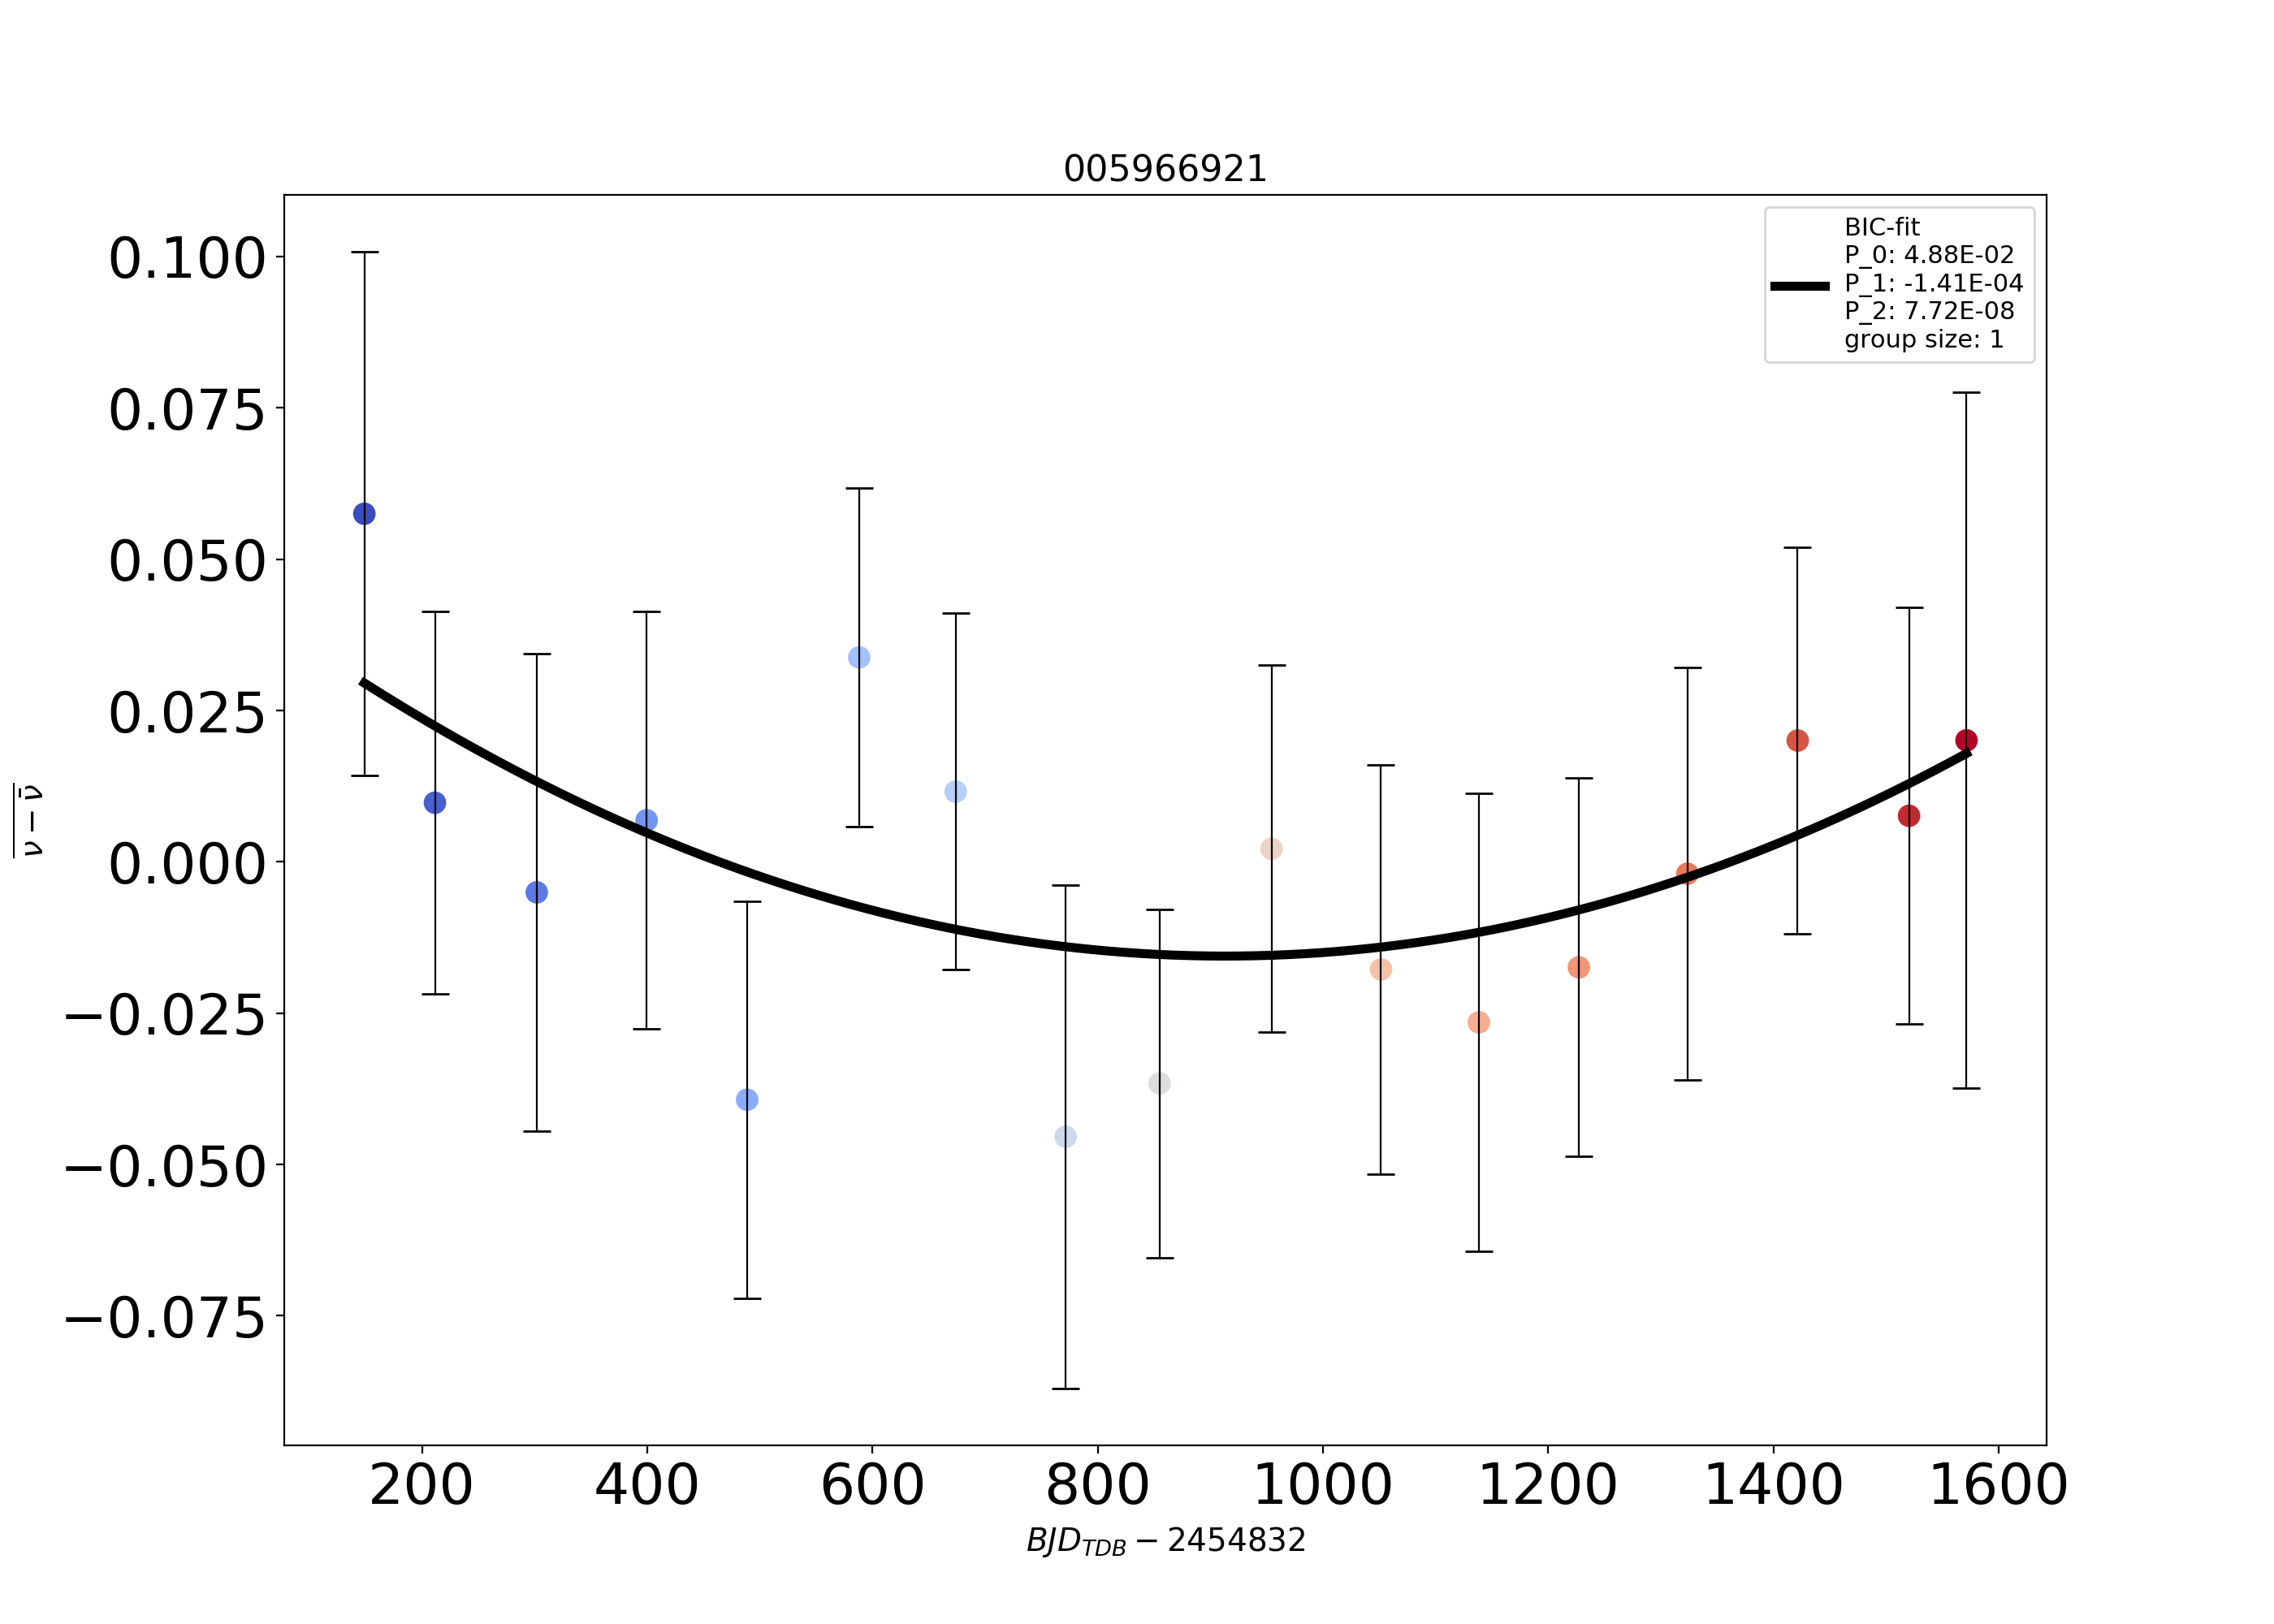 005966921
BIC-fit
P_0: 4.88E-02
P_1: -1.41E-04
P_2: 7.72E-08
group size: 1
0.100
0.075
0.050
0.025
0.000
−0.025
−0.050
−0.075
ν − ν̄
200 400 600 800 1000 1200 1400 1600
BJD_TDB − 2454832